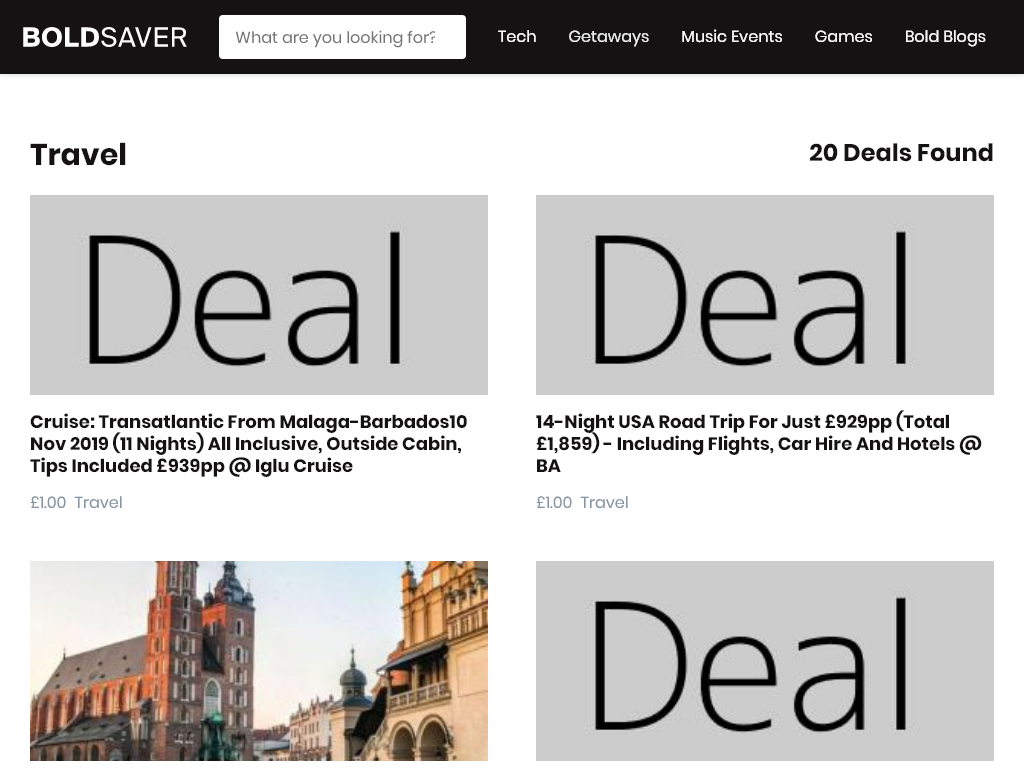 BOLDSAVER
What are you looking for?
Tech
Getaways
Music Events
Games
Bold Blogs
Travel
20 Deals Found
Deal
Deal
Cruise: Transatlantic From Malaga-Barbados10
Nov 2019 (11 Nights) All Inclusive, Outside Cabin,
Tips Included £939pp @ Iglu Cruise
£1.00 Travel
14-Night USA Road Trip For Just £929pp (Total
£1,859) - Including Flights, Car Hire And Hotels @
BA
£1.00 Travel
Deal